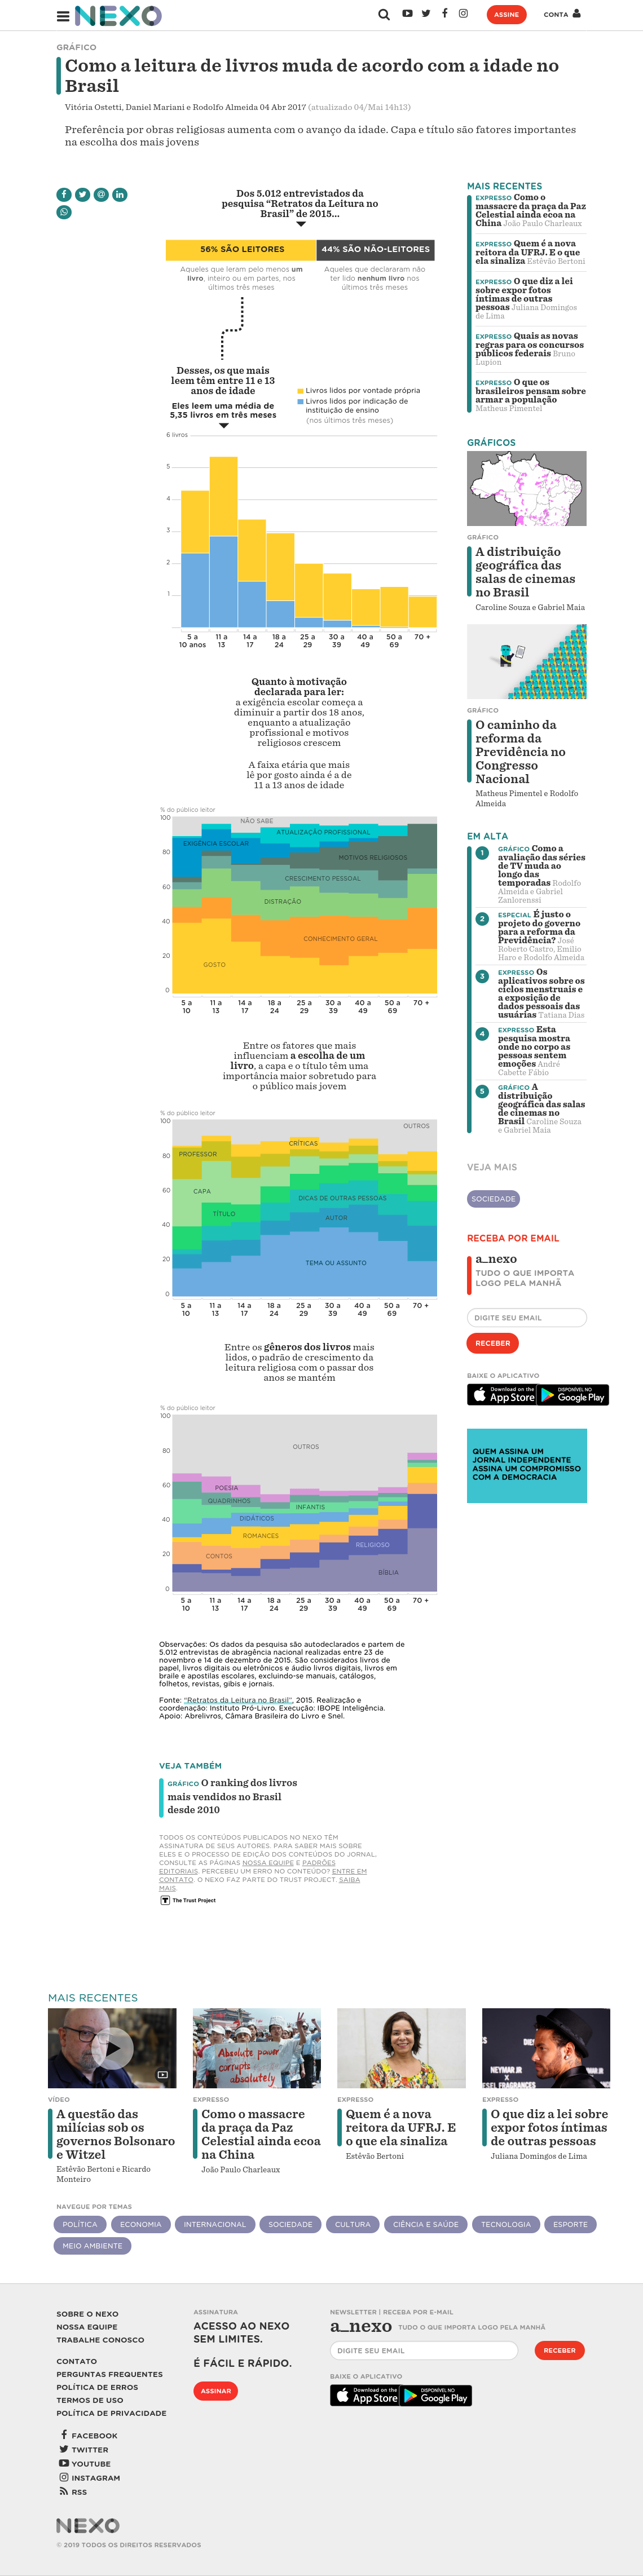 NEXO
ASSINE
CONTA
GRÁFICO
Como a leitura de livros muda de acordo com a idade no
Brasil
Vitória Ostetti, Daniel Mariani e Rodolfo Almeida 04 Abr 2017 (atualizado 04/Mai 14h13)
Preferência por obras religiosas aumenta com o avanço da idade. Capa e título são fatores importantes
na escolha dos mais jovens
Dos 5.012 entrevistados da
pesquisa “Retratos da Leitura no
Brasil” de 2015...
56% SÃO LEITORES
44% SÃO NÃO-LEITORES
Aqueles que leram pelo menos um
livro, inteiro ou em partes, nos
últimos três meses
Aqueles que declararam não
ter lido nenhum livro nos
últimos três meses
Desses, os que mais
leem têm entre 11 e 13
anos de idade
Eles leem uma média de
5,35 livros em três meses
Livros lidos por vontade própria
Livros lidos por indicação de
instituição de ensino
(nos últimos três meses)
6 livros
5
4
3
2
1
5 a
10 anos
11 a
13
14 a
17
18 a
24
25 a
29
30 a
39
40 a
49
50 a
69
70 +
Quanto à motivação
declarada para ler:
a exigência escolar começa a
diminuir a partir dos 18 anos,
enquanto a atualização
profissional e motivos
religiosos crescem
A faixa etária que mais
lê por gosto ainda é a de
11 a 13 anos de idade
% do público leitor
100
80
60
40
20
0
NÃO SABE
ATUALIZAÇÃO PROFISSIONAL
EXIGÊNCIA ESCOLAR
MOTIVOS RELIGIOSOS
CRESCIMENTO PESSOAL
DISTRAÇÃO
CONHECIMENTO GERAL
GOSTO
5 a
10
11 a
13
14 a
17
18 a
24
25 a
29
30 a
39
40 a
49
50 a
69
70 +
Entre os fatores que mais
influenciam a escolha de um
livro, a capa e o título têm uma
importância maior sobretudo para
o público mais jovem
% do público leitor
100
80
60
40
20
0
OUTROS
CRÍTICAS
PROFESSOR
CAPA
DICAS DE OUTRAS PESSOAS
TÍTULO
AUTOR
TEMA OU ASSUNTO
5 a
10
11 a
13
14 a
17
18 a
24
25 a
29
30 a
39
40 a
49
50 a
69
70 +
Entre os gêneros dos livros mais
lidos, o padrão de crescimento da
leitura religiosa com o passar dos
anos se mantém
% do público leitor
100
80
60
40
20
0
OUTROS
POESIA
QUADRINHOS
INFANTIS
DIDÁTICOS
ROMANCES
RELIGIOSO
CONTOS
BÍBLIA
5 a
10
11 a
13
14 a
17
18 a
24
25 a
29
30 a
39
40 a
49
50 a
69
70 +
Observações: Os dados da pesquisa são autodeclarados e partem de
5.012 entrevistas de abragência nacional realizadas entre 23 de
novembro e 14 de dezembro de 2015. São considerados livros de
papel, livros digitais ou eletrônicos e áudio livros digitais, livros em
braile e apostilas escolares, excluindo-se manuais, catálogos,
folhetos, revistas, gibis e jornais.
Fonte: “Retratos da Leitura no Brasil”, 2015. Realização e
coordenação: Instituto Pró-Livro. Execução: IBOPE Inteligência.
Apoio: Abrelivros, Câmara Brasileira do Livro e Snel.
VEJA TAMBÉM
GRÁFICO O ranking dos livros
mais vendidos no Brasil
desde 2010
TODOS OS CONTEÚDOS PUBLICADOS NO NEXO TÊM
ASSINATURA DE SEUS AUTORES. PARA SABER MAIS SOBRE
ELES E O PROCESSO DE EDIÇÃO DOS CONTEÚDOS DO JORNAL,
CONSULTE AS PÁGINAS NOSSA EQUIPE E PADRÕES
EDITORIAIS. PERCEBEU UM ERRO NO CONTEÚDO? ENTRE EM
CONTATO. O NEXO FAZ PARTE DO TRUST PROJECT. SAIBA
MAIS.
T The Trust Project
MAIS RECENTES
EXPRESSO Como o
massacre da praça da Paz
Celestial ainda ecoa na
China João Paulo Charleaux
EXPRESSO Quem é a nova
reitora da UFRJ. E o que
ela sinaliza Estêvão Bertoni
EXPRESSO O que diz a lei
sobre expor fotos
íntimas de outras
pessoas Juliana Domingos
de Lima
EXPRESSO Quais as novas
regras para os concursos
públicos federais Bruno
Lupion
EXPRESSO O que os
brasileiros pensam sobre
armar a população
Matheus Pimentel
GRÁFICOS
GRÁFICO
A distribuição
geográfica das
salas de cinemas
no Brasil
Caroline Souza e Gabriel Maia
GRÁFICO
O caminho da
reforma da
Previdência no
Congresso
Nacional
Matheus Pimentel e Rodolfo
Almeida
EM ALTA
1
GRÁFICO Como a
avaliação das séries
de TV muda ao
longo das
temporadas Rodolfo
Almeida e Gabriel
Zanlorenssi
2
ESPECIAL É justo o
projeto do governo
para a reforma da
Previdência? José
Roberto Castro, Emilio
Haro e Rodolfo Almeida
3
EXPRESSO Os
aplicativos sobre os
ciclos menstruais e
a exposição de
dados pessoais das
usuárias Tatiana Dias
4
EXPRESSO Esta
pesquisa mostra
onde no corpo as
pessoas sentem
emoções André
Cabette Fábio
5
GRÁFICO A
distribuição
geográfica das salas
de cinemas no
Brasil Caroline Souza
e Gabriel Maia
VEJA MAIS
SOCIEDADE
RECEBA POR EMAIL
a_nexo
TUDO O QUE IMPORTA
LOGO PELA MANHÃ
DIGITE SEU EMAIL
RECEBER
BAIXE O APLICATIVO
Download on the
App Store
DISPONÍVEL NO
Google Play
QUEM ASSINA UM
JORNAL INDEPENDENTE
ASSINA UM COMPROMISSO
COM A DEMOCRACIA
MAIS RECENTES
Absolute power
corrupts
absolutely
NEYMAR JR
DIESEL
VÍDEO
A questão das
milícias sob os
governos Bolsonaro
e Witzel
Estêvão Bertoni e Ricardo
Monteiro
EXPRESSO
Como o massacre
da praça da Paz
Celestial ainda ecoa
na China
João Paulo Charleaux
EXPRESSO
Quem é a nova
reitora da UFRJ. E
o que ela sinaliza
Estêvão Bertoni
EXPRESSO
O que diz a lei sobre
expor fotos íntimas
de outras pessoas
Juliana Domingos de Lima
NAVEGUE POR TEMAS
POLÍTICA
ECONOMIA
INTERNACIONAL
SOCIEDADE
CULTURA
CIÊNCIA E SAÚDE
TECNOLOGIA
ESPORTE
MEIO AMBIENTE
SOBRE O NEXO
NOSSA EQUIPE
TRABALHE CONOSCO
CONTATO
PERGUNTAS FREQUENTES
POLÍTICA DE ERROS
TERMOS DE USO
POLÍTICA DE PRIVACIDADE
FACEBOOK
TWITTER
YOUTUBE
INSTAGRAM
RSS
ASSINATURA
ACESSO AO NEXO
SEM LIMITES.
É FÁCIL E RÁPIDO.
ASSINAR
NEWSLETTER | RECEBA POR E-MAIL
a_nexo TUDO O QUE IMPORTA LOGO PELA MANHÃ
DIGITE SEU EMAIL
RECEBER
BAIXE O APLICATIVO
Download on the
App Store
DISPONÍVEL NO
Google Play
NEXO
© 2019 TODOS OS DIREITOS RESERVADOS